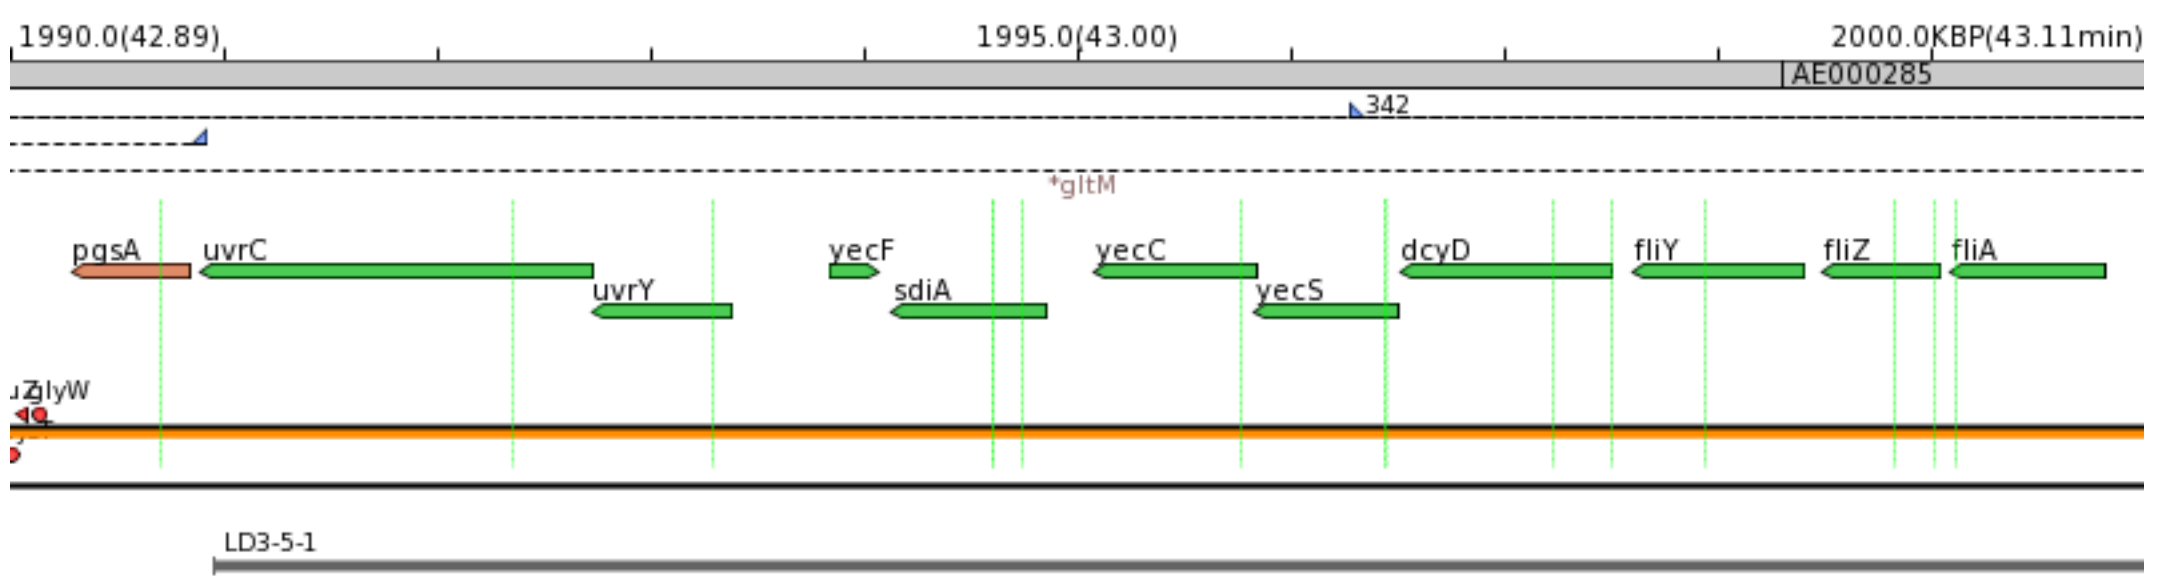 1990.0(42.89) 1995.0(43.00) 2000.0KBP(43.11min)
AE000285
342
*gltM
pgsA uvrC yecF yecC dcyD fliY fliZ fliA
uvrY sdiA yecS
uZ glyW
LD3-5-1